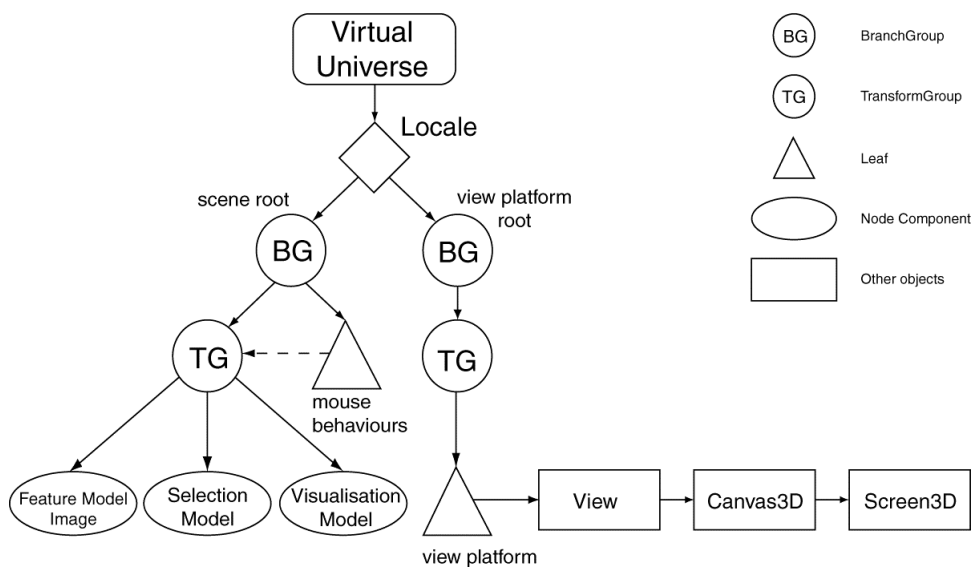 Virtual
Universe
Locale
scene root
view platform
root
BG
BG
TG
TG
mouse
behaviours
Feature Model
Image
Selection
Model
Visualisation
Model
view platform
View
Canvas3D
Screen3D
BG
BranchGroup
TG
TransformGroup
Leaf
Node Component
Other objects